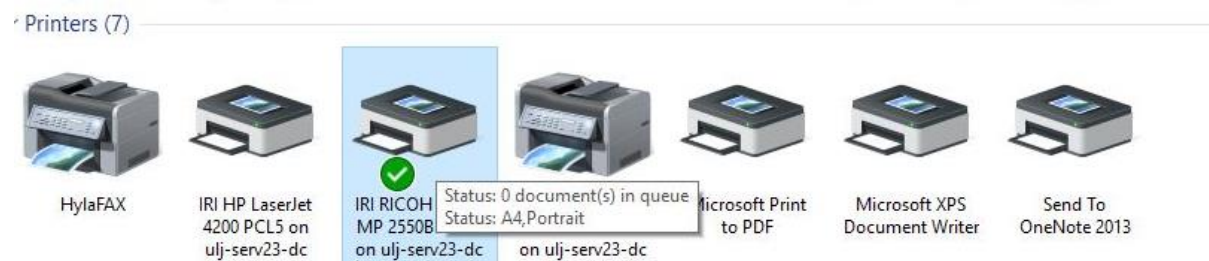 Printers (7)
HylaFAX
IRI HP LaserJet
4200 PCL5 on
ulj-serv23-dc
IRI RICOH
MP 2550B
on ulj-serv23-dc
Status: 0 document(s) in queue
Status: A4,Portrait
on ulj-serv23-dc
Microsoft Print
to PDF
Microsoft XPS
Document Writer
Send To
OneNote 2013